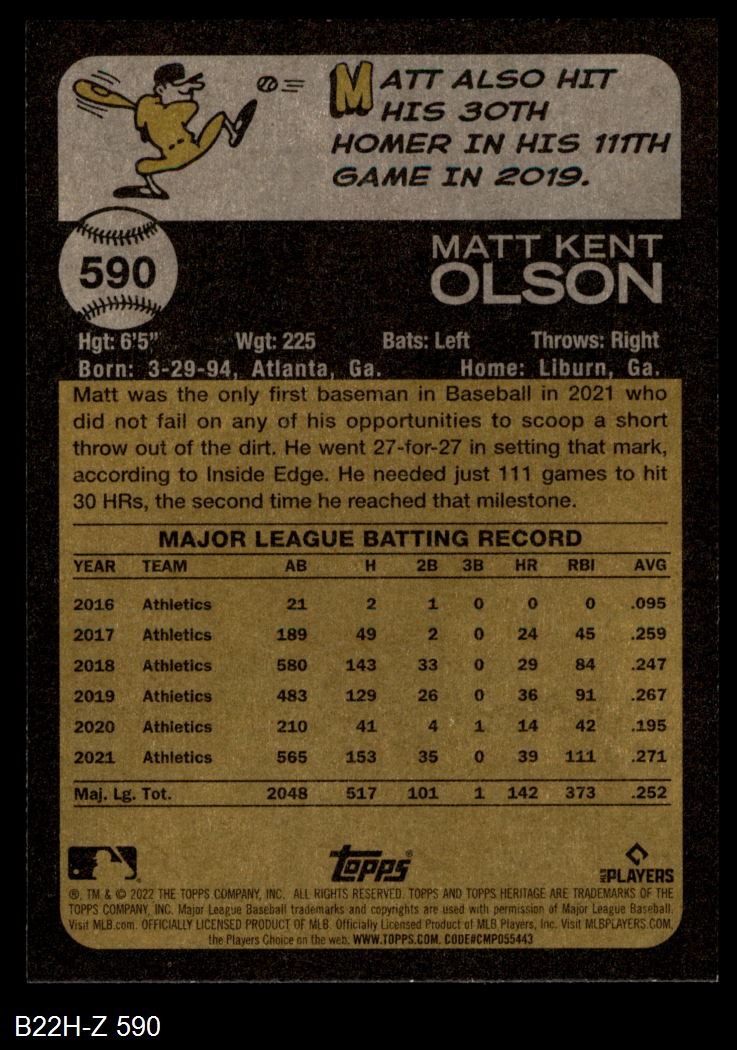 MATT ALSO HIT
HIS 30TH
HOMER IN HIS 111TH
GAME IN 2019.
590
MATT KENT
OLSON
Hgt: 6'5" Wgt: 225 Bats: Left Throws: Right
Born: 3-29-94, Atlanta, Ga. Home: Liburn, Ga.
Matt was the only first baseman in Baseball in 2021 who
did not fail on any of his opportunities to scoop a short
throw out of the dirt. He went 27-for-27 in setting that mark,
according to Inside Edge. He needed just 111 games to hit
30 HRs, the second time he reached that milestone.
MAJOR LEAGUE BATTING RECORD
YEAR TEAM AB H 2B 3B HR RBI AVG
2016 Athletics 21 2 1 0 0 0 .095
2017 Athletics 189 49 2 0 24 45 .259
2018 Athletics 580 143 33 0 29 84 .247
2019 Athletics 483 129 26 0 36 91 .267
2020 Athletics 210 41 4 1 14 42 .195
2021 Athletics 565 153 35 0 39 111 .271
Maj. Lg. Tot. 2048 517 101 1 142 373 .252
Topps®
MLB PLAYERS
®, TM & © 2022 THE TOPPS COMPANY, INC. ALL RIGHTS RESERVED. TOPPS AND TOPPS HERITAGE ARE TRADEMARKS OF THE
TOPPS COMPANY, INC. Major League Baseball trademarks and copyrights are used with permission of Major League Baseball.
Visit MLB.com. OFFICIALLY LICENSED PRODUCT OF MLB. Officially Licensed Product of MLB Players, Inc. Visit MLBPLAYERS.COM,
the Players Choice on the web. WWW.TOPPS.COM. CODE#CMP055443
B22H-Z 590